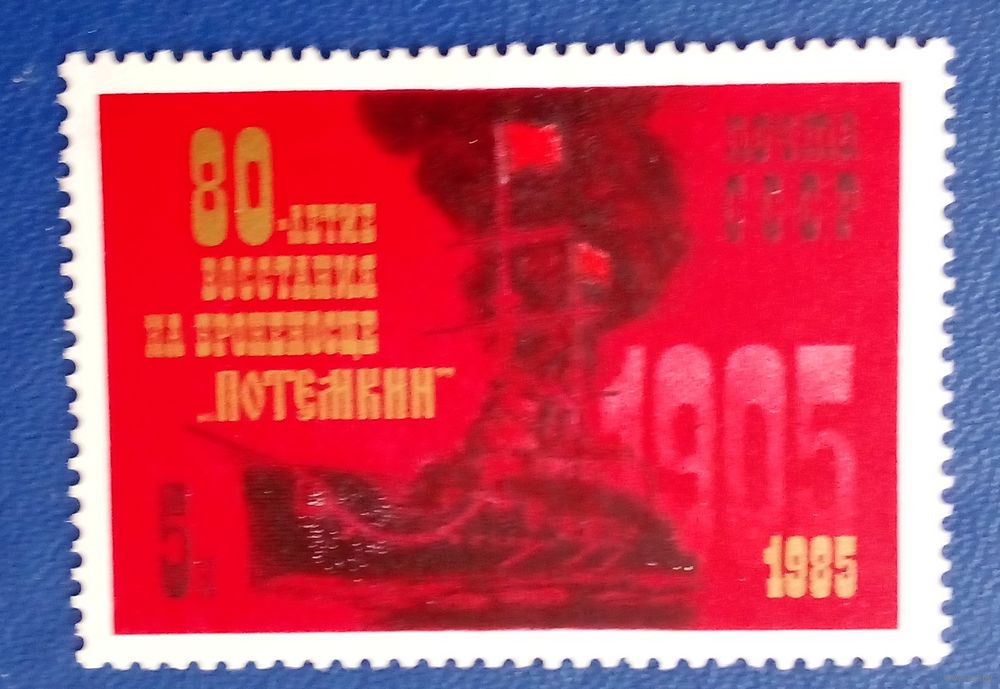 80-ЛЕТИЕ
ВОССТАНИЯ
НА БРОНЕНОСЦЕ
„ПОТЕМКИН“
почта
СССР
1905
1985
5к